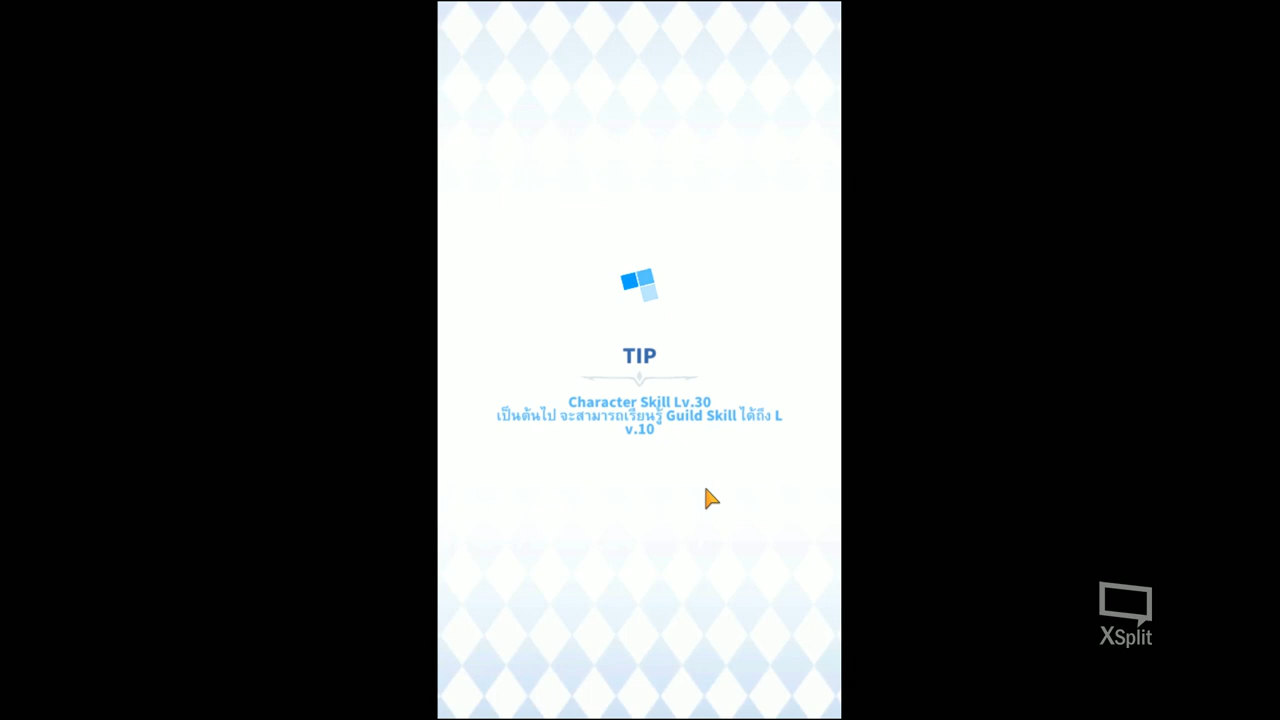 TIP
Character Skill Lv.30
เป็นต้นไป จะสามารถเรียนรู้ Guild Skill ได้ถึง L
v.10
XSplit